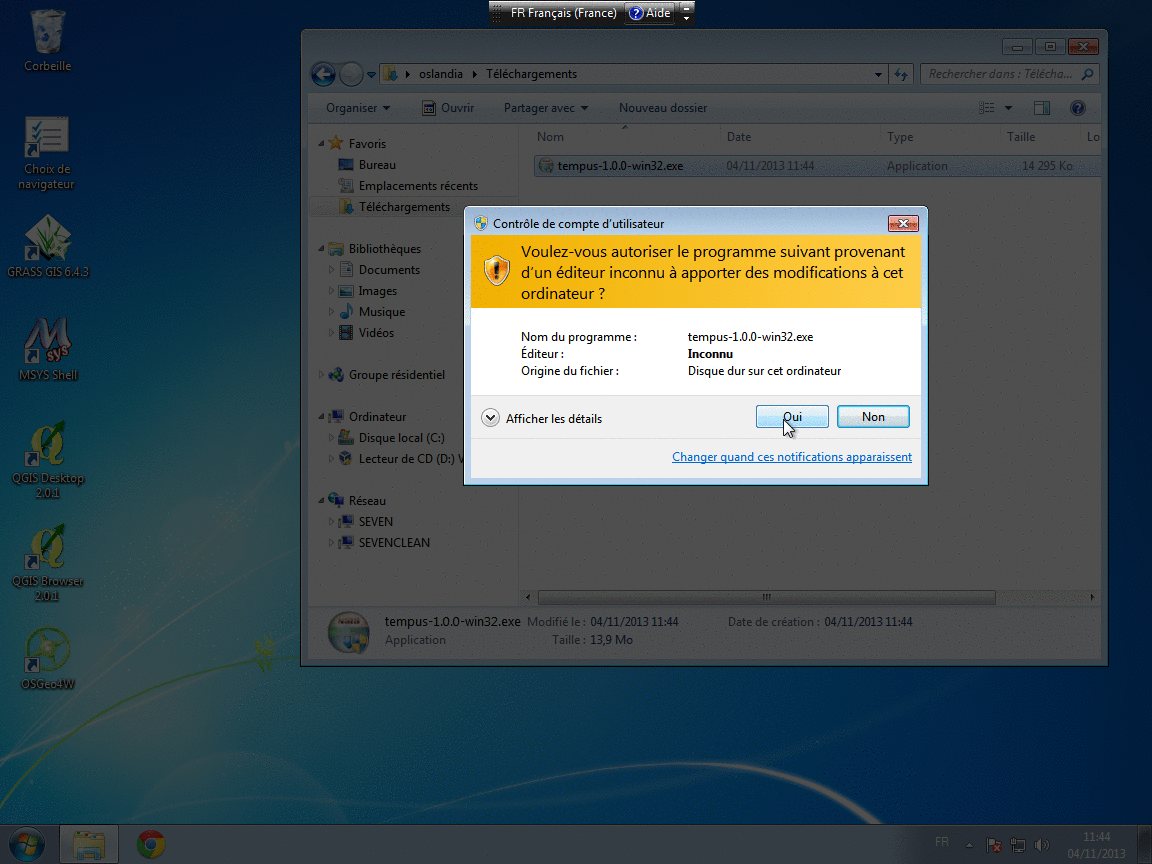 FR Français (France) Aide
Corbeille
Choix de
navigateur
GRASS GIS 6.4.3
MSYS Shell
QGIS Desktop
2.0.1
QGIS Browser
2.0.1
OSGeo4W
oslandia Téléchargements
Rechercher dans : Télécha...
Organiser Ouvrir Partager avec Nouveau dossier
Nom Date Type Taille Lo
tempus-1.0.0-win32.exe 04/11/2013 11:44 Application 14 295 Ko
Favoris
Bureau
Emplacements récents
Téléchargements
Bibliothèques
Documents
Images
Musique
Vidéos
Groupe résidentiel
Ordinateur
Disque local (C:)
Lecteur de CD (D:) V
Réseau
SEVEN
SEVENCLEAN
Contrôle de compte d'utilisateur
Voulez-vous autoriser le programme suivant provenant
d'un éditeur inconnu à apporter des modifications à cet
ordinateur ?
Nom du programme : tempus-1.0.0-win32.exe
Éditeur : Inconnu
Origine du fichier : Disque dur sur cet ordinateur
Afficher les détails Oui Non
Changer quand ces notifications apparaissent
tempus-1.0.0-win32.exe Modifié le : 04/11/2013 11:44 Date de création : 04/11/2013 11:44
Application Taille : 13,9 Mo
FR 11:44
04/11/2013